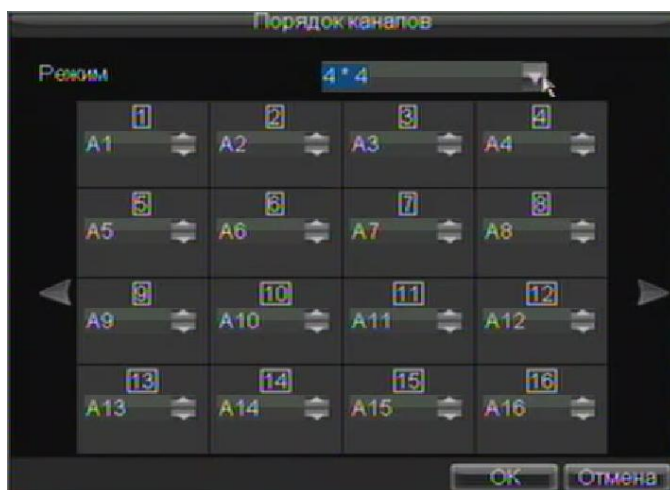 Порядок каналов
Режим 4 * 4
1 2 3 4
A1 A2 A3 A4
5 6 7 8
A5 A6 A7 A8
9 10 11 12
A9 A10 A11 A12
13 14 15 16
A13 A14 A15 A16
OK Отмена